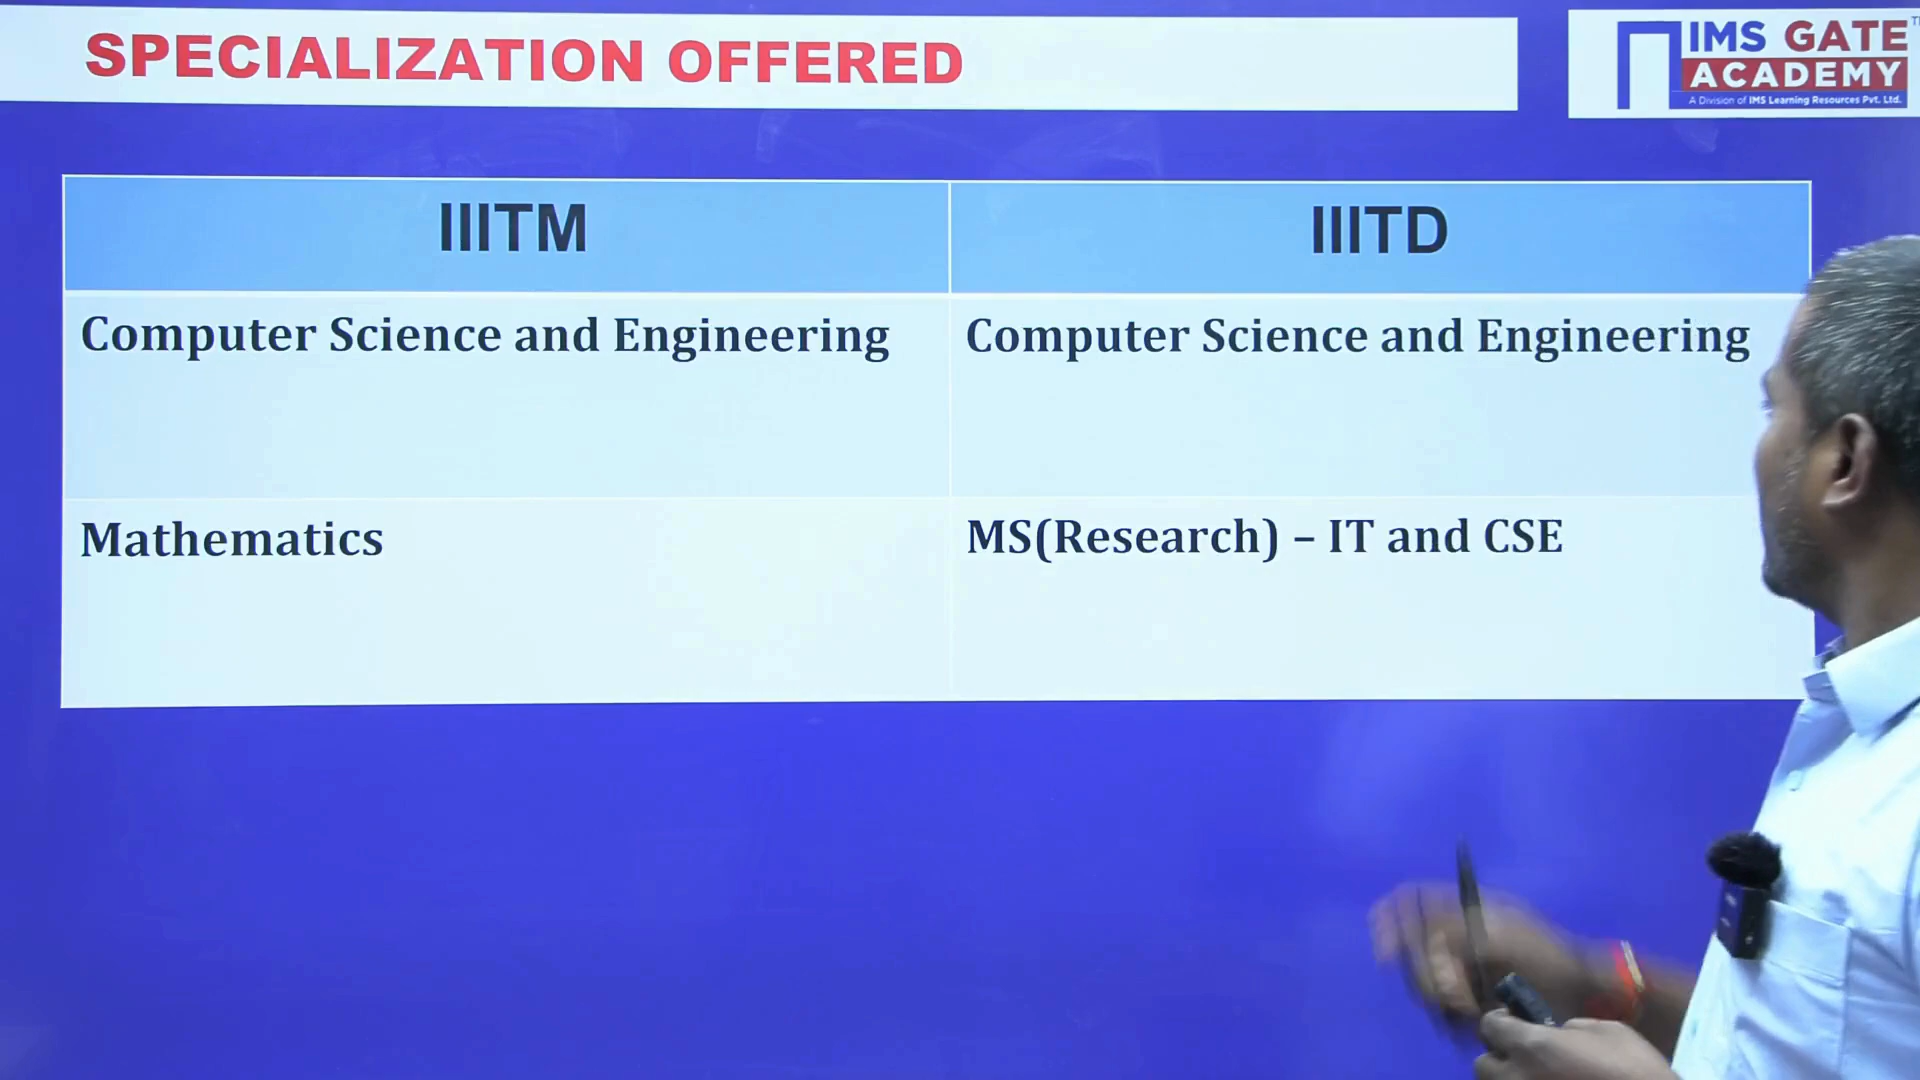 SPECIALIZATION OFFERED
IMS GATE
ACADEMY
A Division of IMS Learning Resources Pvt. Ltd.
IIITM
IIITD
Computer Science and Engineering
Computer Science and Engineering
Mathematics
MS(Research) – IT and CSE